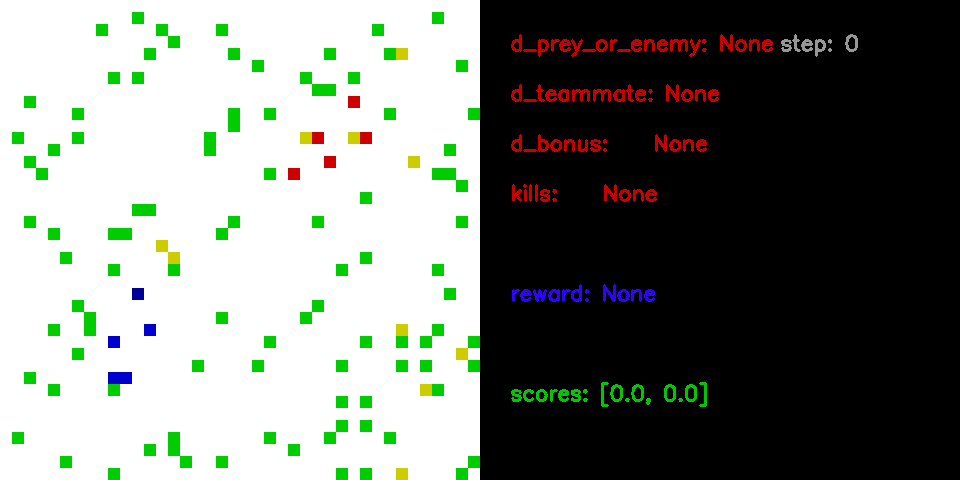 d_prey_or_enemy: None step: 0
d_teammate: None
d_bonus: None
kills: None
reward: None
scores: [0.0, 0.0]